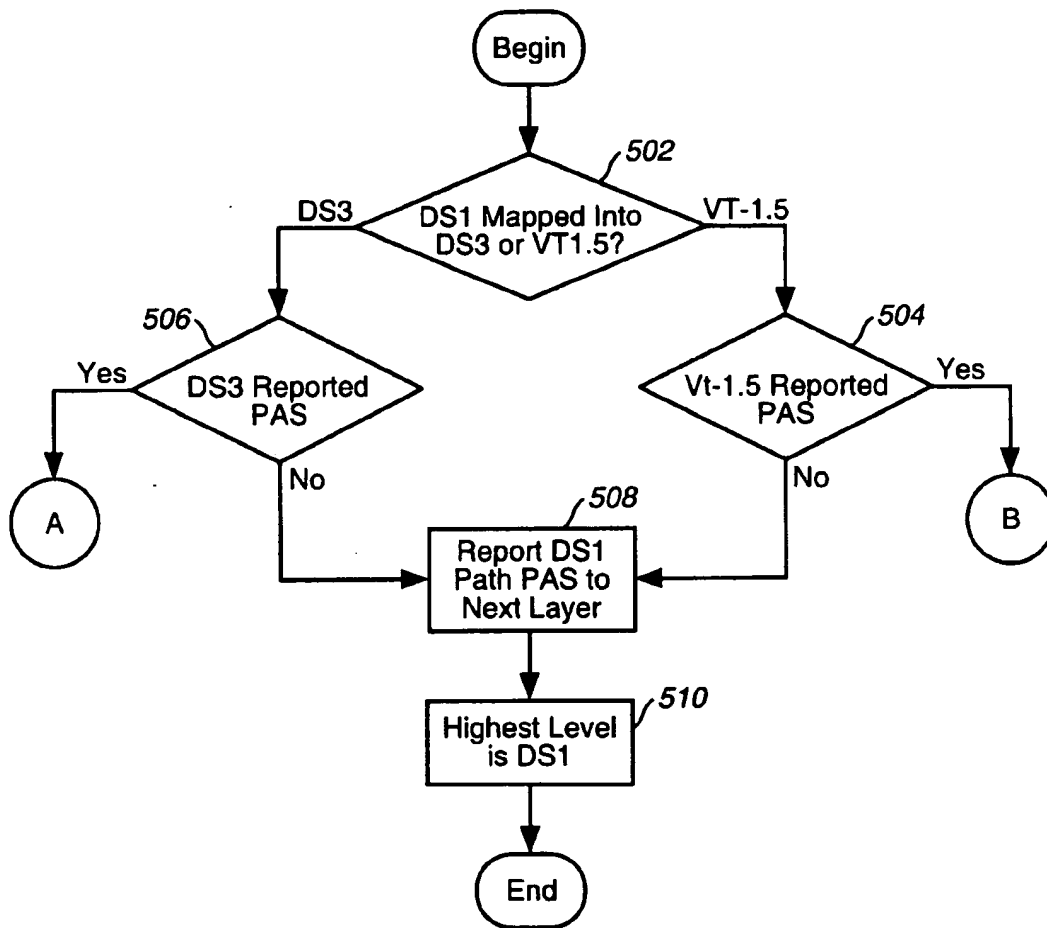 Begin
502
DS3
DS1 Mapped Into
DS3 or VT1.5?
VT-1.5
506
504
Yes
DS3 Reported
PAS
Vt-1.5 Reported
PAS
Yes
No
No
A
508
B
Report DS1
Path PAS to
Next Layer
510
Highest Level
is DS1
End